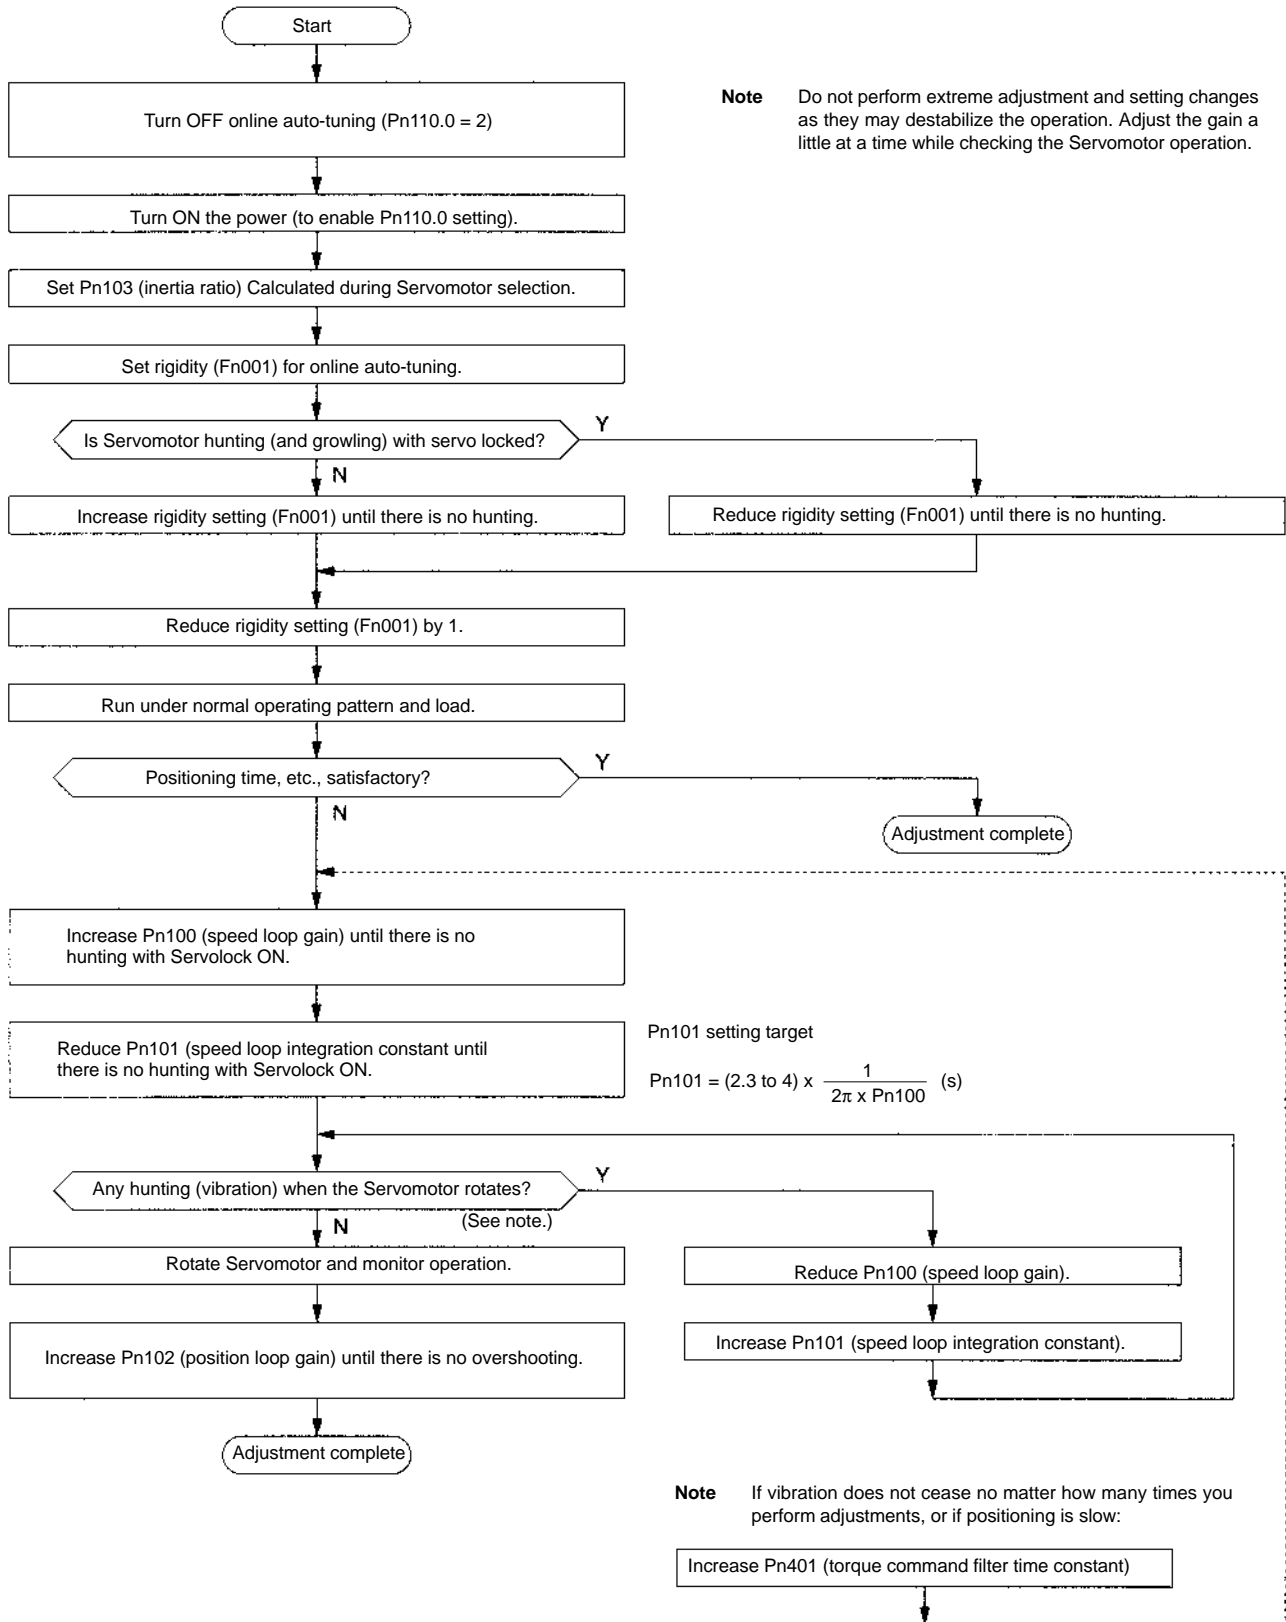 Start
Note Do not perform extreme adjustment and setting changes
as they may destabilize the operation. Adjust the gain a
little at a time while checking the Servomotor operation.
Turn OFF online auto-tuning (Pn110.0 = 2)
Turn ON the power (to enable Pn110.0 setting).
Set Pn103 (inertia ratio) Calculated during Servomotor selection.
Set rigidity (Fn001) for online auto-tuning.
Is Servomotor hunting (and growling) with servo locked?
Y
N
Increase rigidity setting (Fn001) until there is no hunting.
Reduce rigidity setting (Fn001) until there is no hunting.
Reduce rigidity setting (Fn001) by 1.
Run under normal operating pattern and load.
Positioning time, etc., satisfactory?
Y
N
Adjustment complete
Increase Pn100 (speed loop gain) until there is no
hunting with Servolock ON.
Reduce Pn101 (speed loop integration constant until
there is no hunting with Servolock ON.
Pn101 setting target
Pn101 = (2.3 to 4) x 1 / 2π x Pn100 (s)
Any hunting (vibration) when the Servomotor rotates?
Y
N
(See note.)
Rotate Servomotor and monitor operation.
Reduce Pn100 (speed loop gain).
Increase Pn101 (speed loop integration constant).
Increase Pn102 (position loop gain) until there is no overshooting.
Adjustment complete
Note If vibration does not cease no matter how many times you
perform adjustments, or if positioning is slow:
Increase Pn401 (torque command filter time constant)